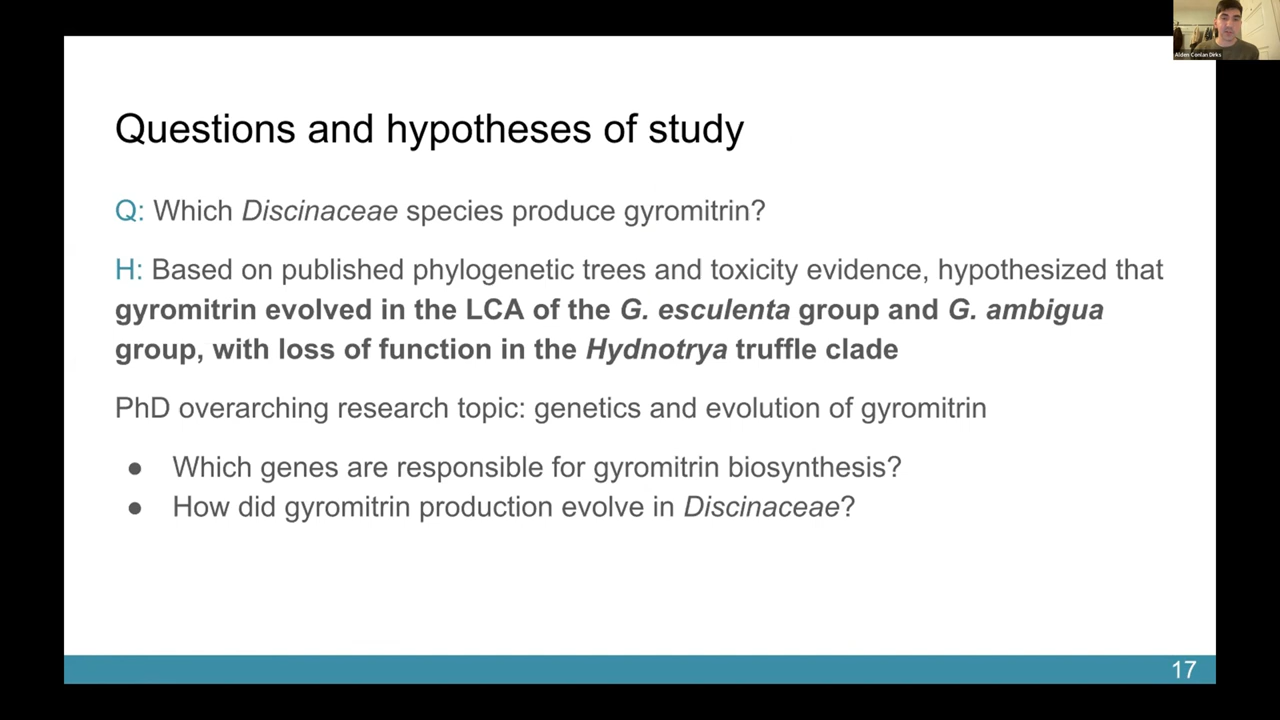 Alden Conlan Dirks
Questions and hypotheses of study
Q: Which Discinaceae species produce gyromitrin?
H: Based on published phylogenetic trees and toxicity evidence, hypothesized that
gyromitrin evolved in the LCA of the G. esculenta group and G. ambigua
group, with loss of function in the Hydnotrya truffle clade
PhD overarching research topic: genetics and evolution of gyromitrin
● Which genes are responsible for gyromitrin biosynthesis?
● How did gyromitrin production evolve in Discinaceae?
17